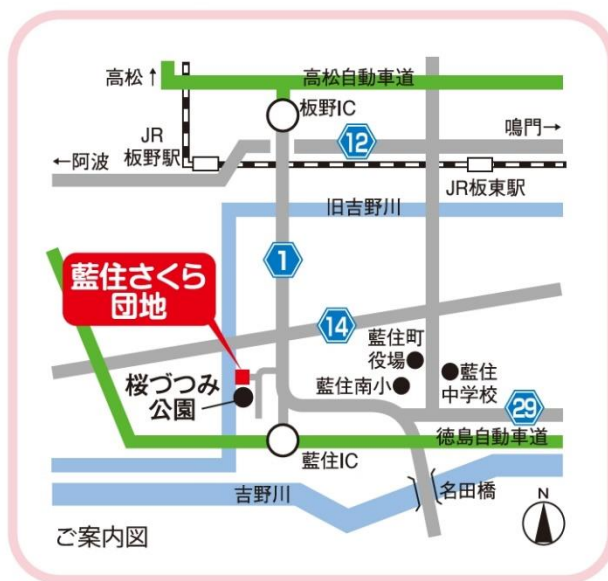 高松↑
高松自動車道
板野IC
鳴門→
JR
板野駅
12
←阿波
JR板東駅
旧吉野川
1
藍住さくら
団地
14
藍住町
役場
藍住
中学校
藍住南小
桜づつみ
公園
29
徳島自動車道
藍住IC
吉野川
名田橋
N
ご案内図